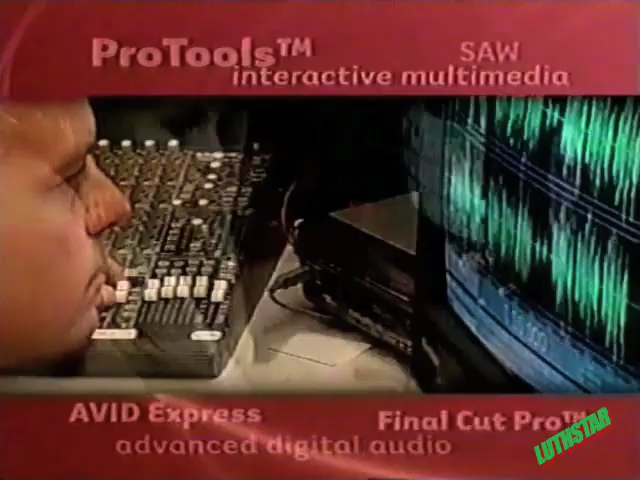 ProTools™
SAW
interactive multimedia
AVID Express
Final Cut Pro™
advanced digital audio
LUTHSTAR